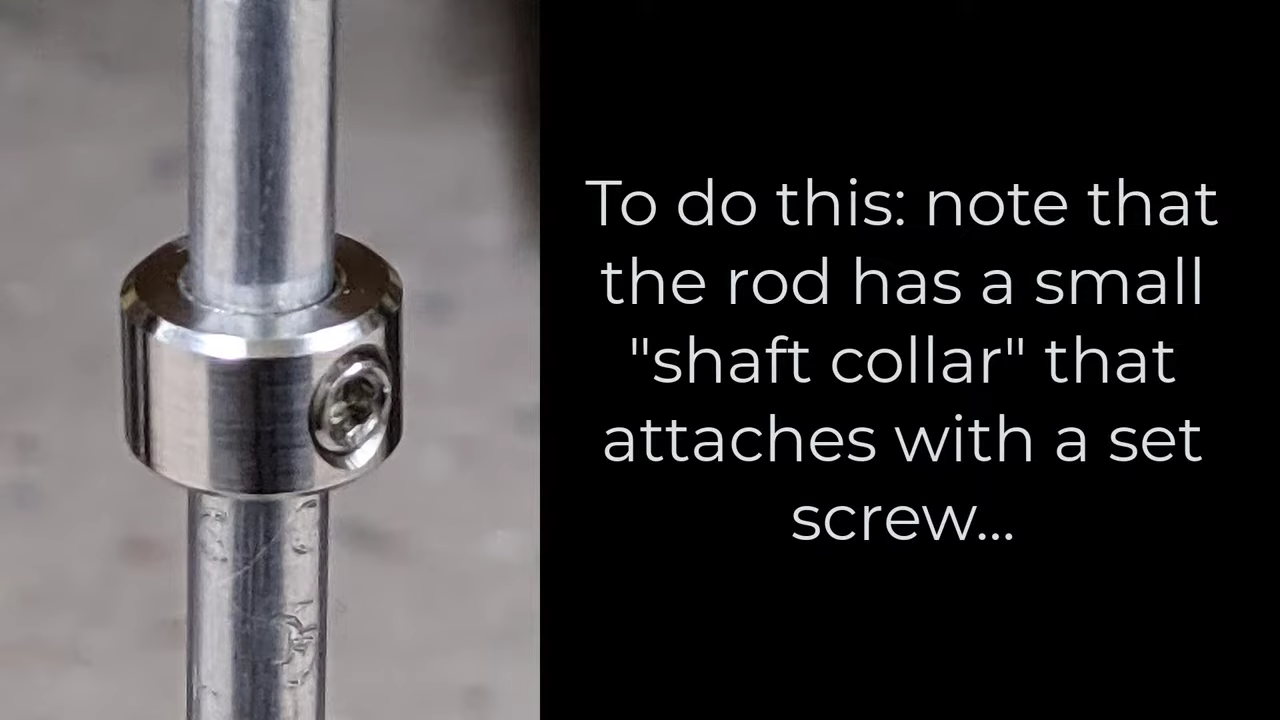 To do this: note that
the rod has a small
"shaft collar" that
attaches with a set
screw...